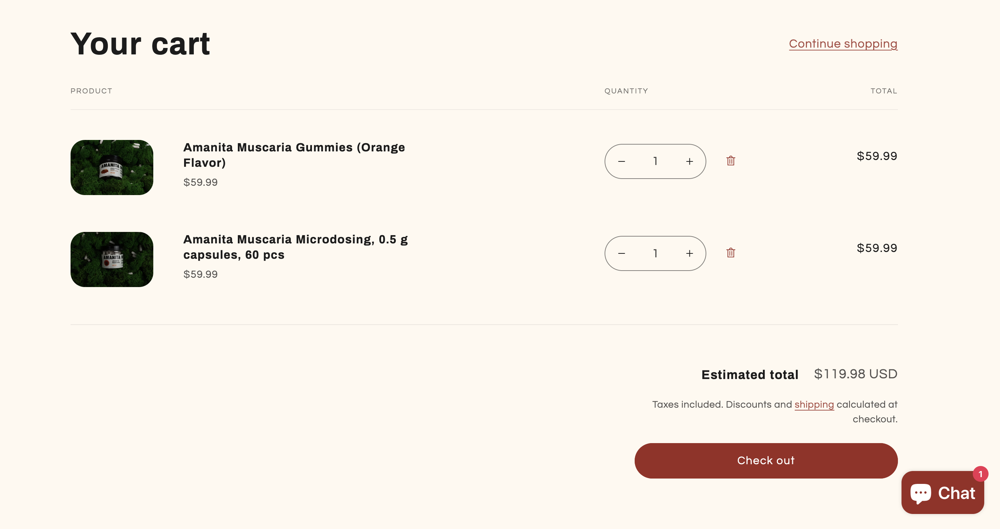 Your cart
Continue shopping
PRODUCT
QUANTITY
TOTAL
AMANITA M
Amanita Muscaria Gummies (Orange
Flavor)
$59.99
1
$59.99
AMANITA M
Amanita Muscaria Microdosing, 0.5 g
capsules, 60 pcs
$59.99
1
$59.99
Estimated total $119.98 USD
Taxes included. Discounts and shipping calculated at
checkout.
Check out
1
Chat